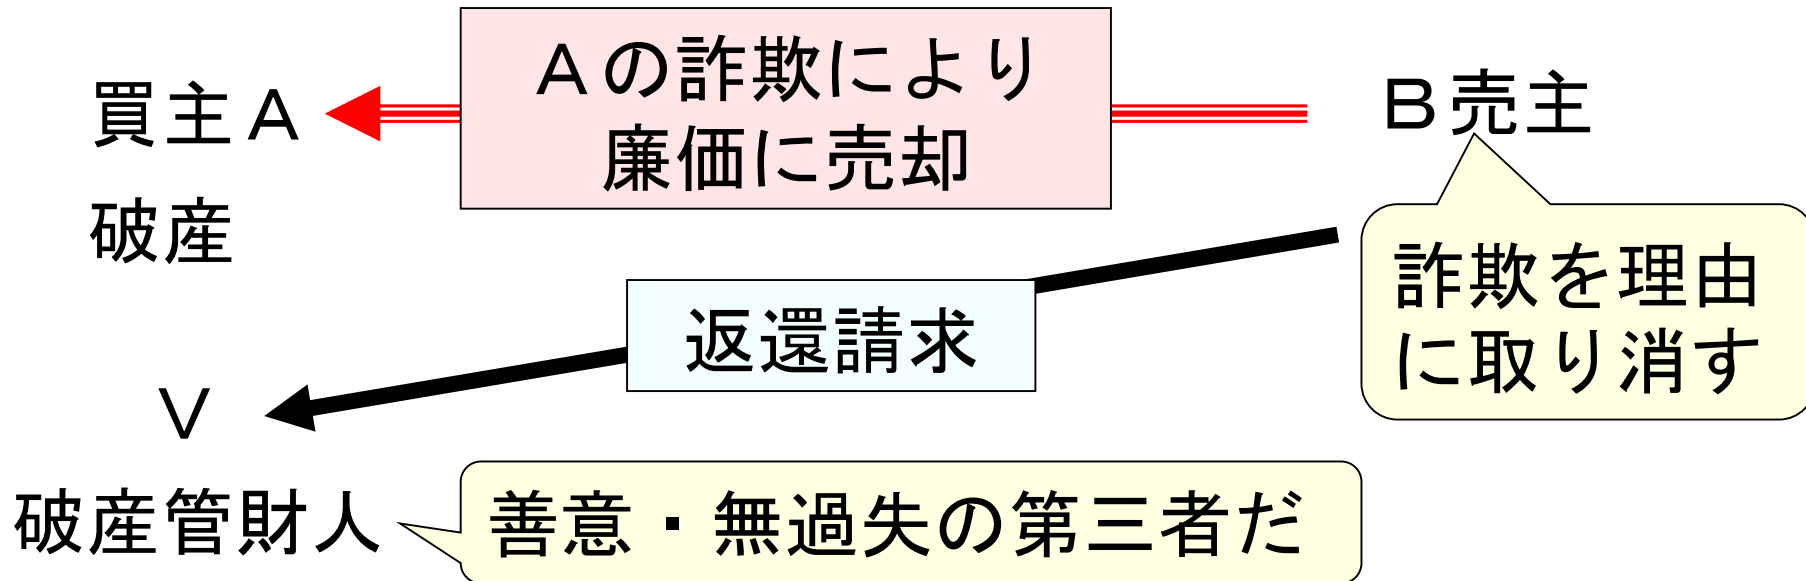 Aの詐欺により
廉価に売却
買主A
B売主
破産
詐欺を理由
に取り消す
返還請求
V
破産管財人
善意・無過失の第三者だ